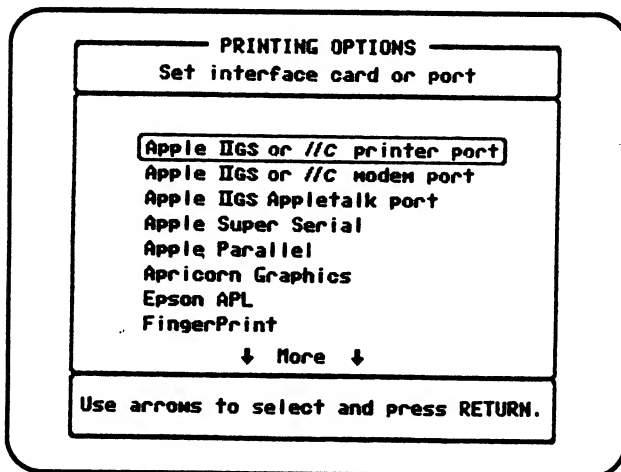 PRINTING OPTIONS
Set interface card or port
Apple IIGS or //c printer port
Apple IIGS or //c modem port
Apple IIGS Appletalk port
Apple Super Serial
Apple Parallel
Apricorn Graphics
Epson APL
FingerPrint
↓ More ↓
Use arrows to select and press RETURN.